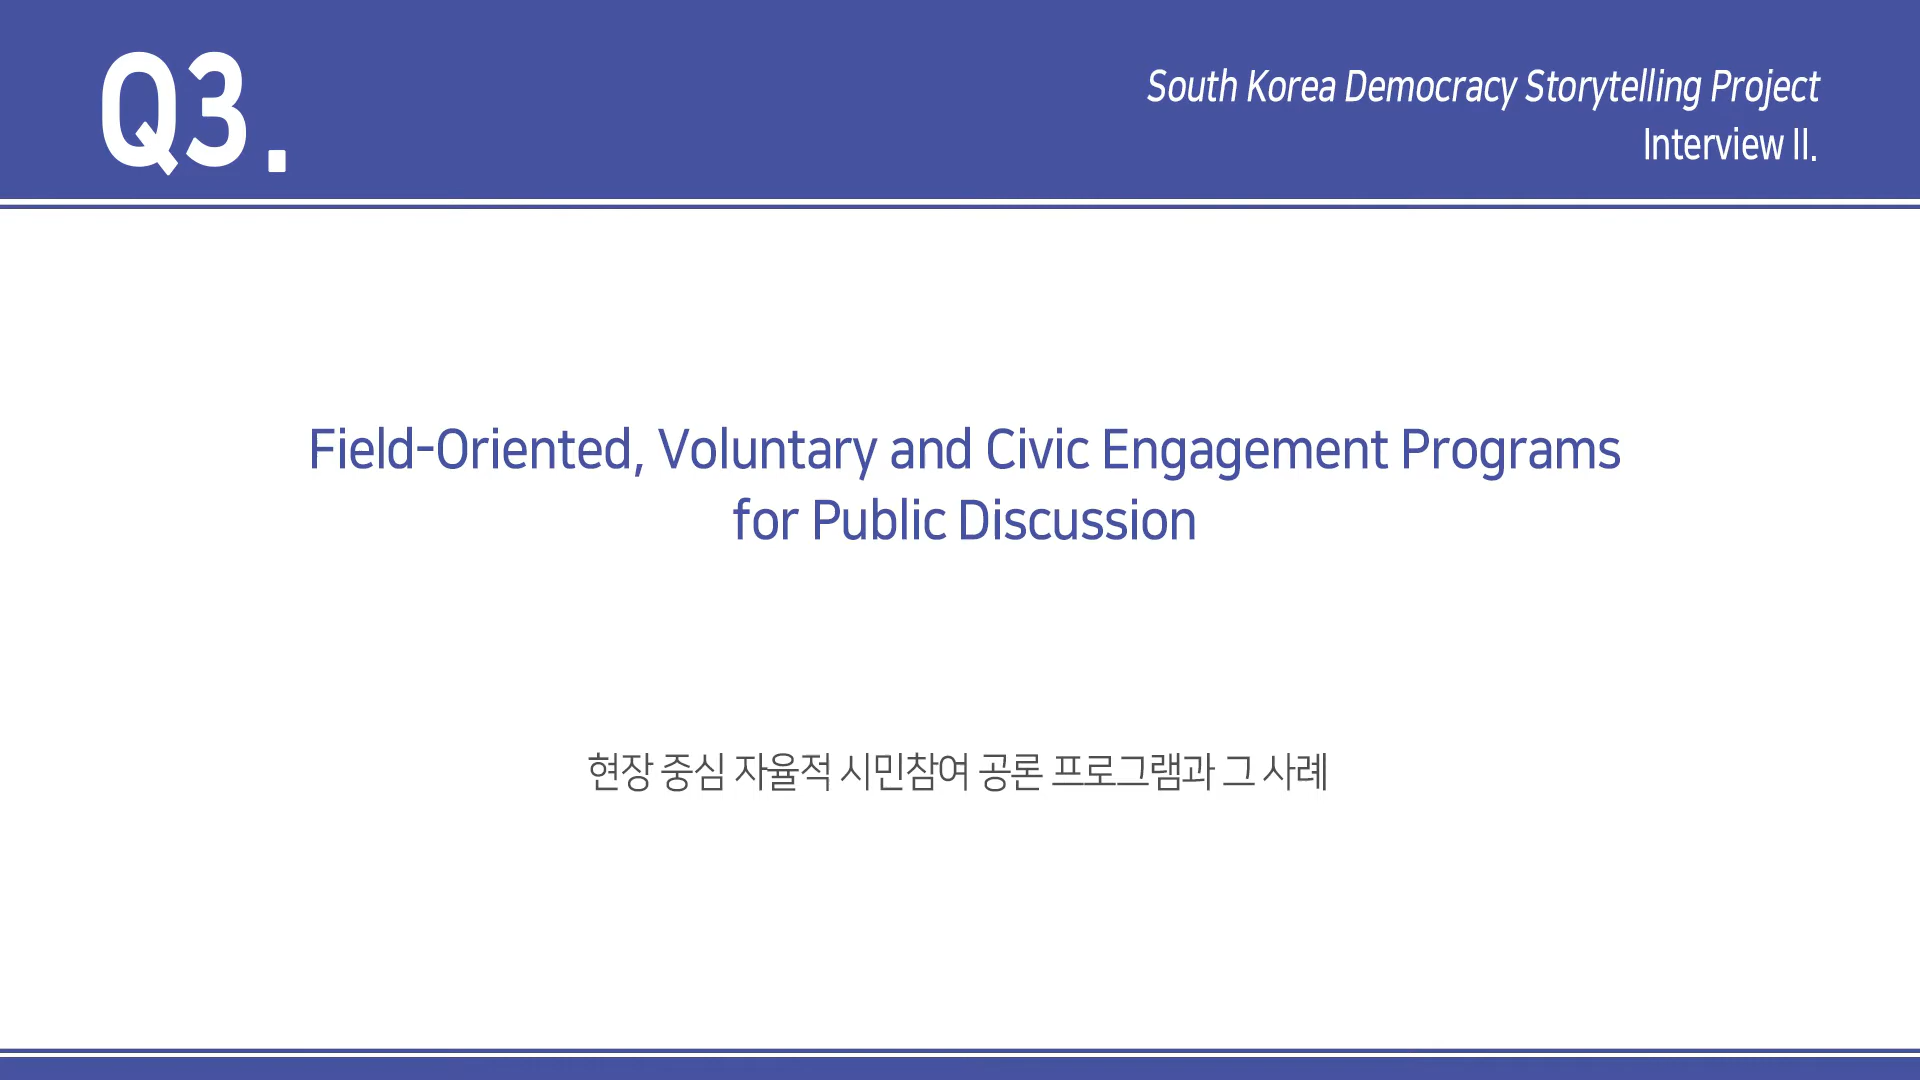 Q3.
South Korea Democracy Storytelling Project
Interview II.
Field-Oriented, Voluntary and Civic Engagement Programs
for Public Discussion
현장 중심 자율적 시민참여 공론 프로그램과 그 사례